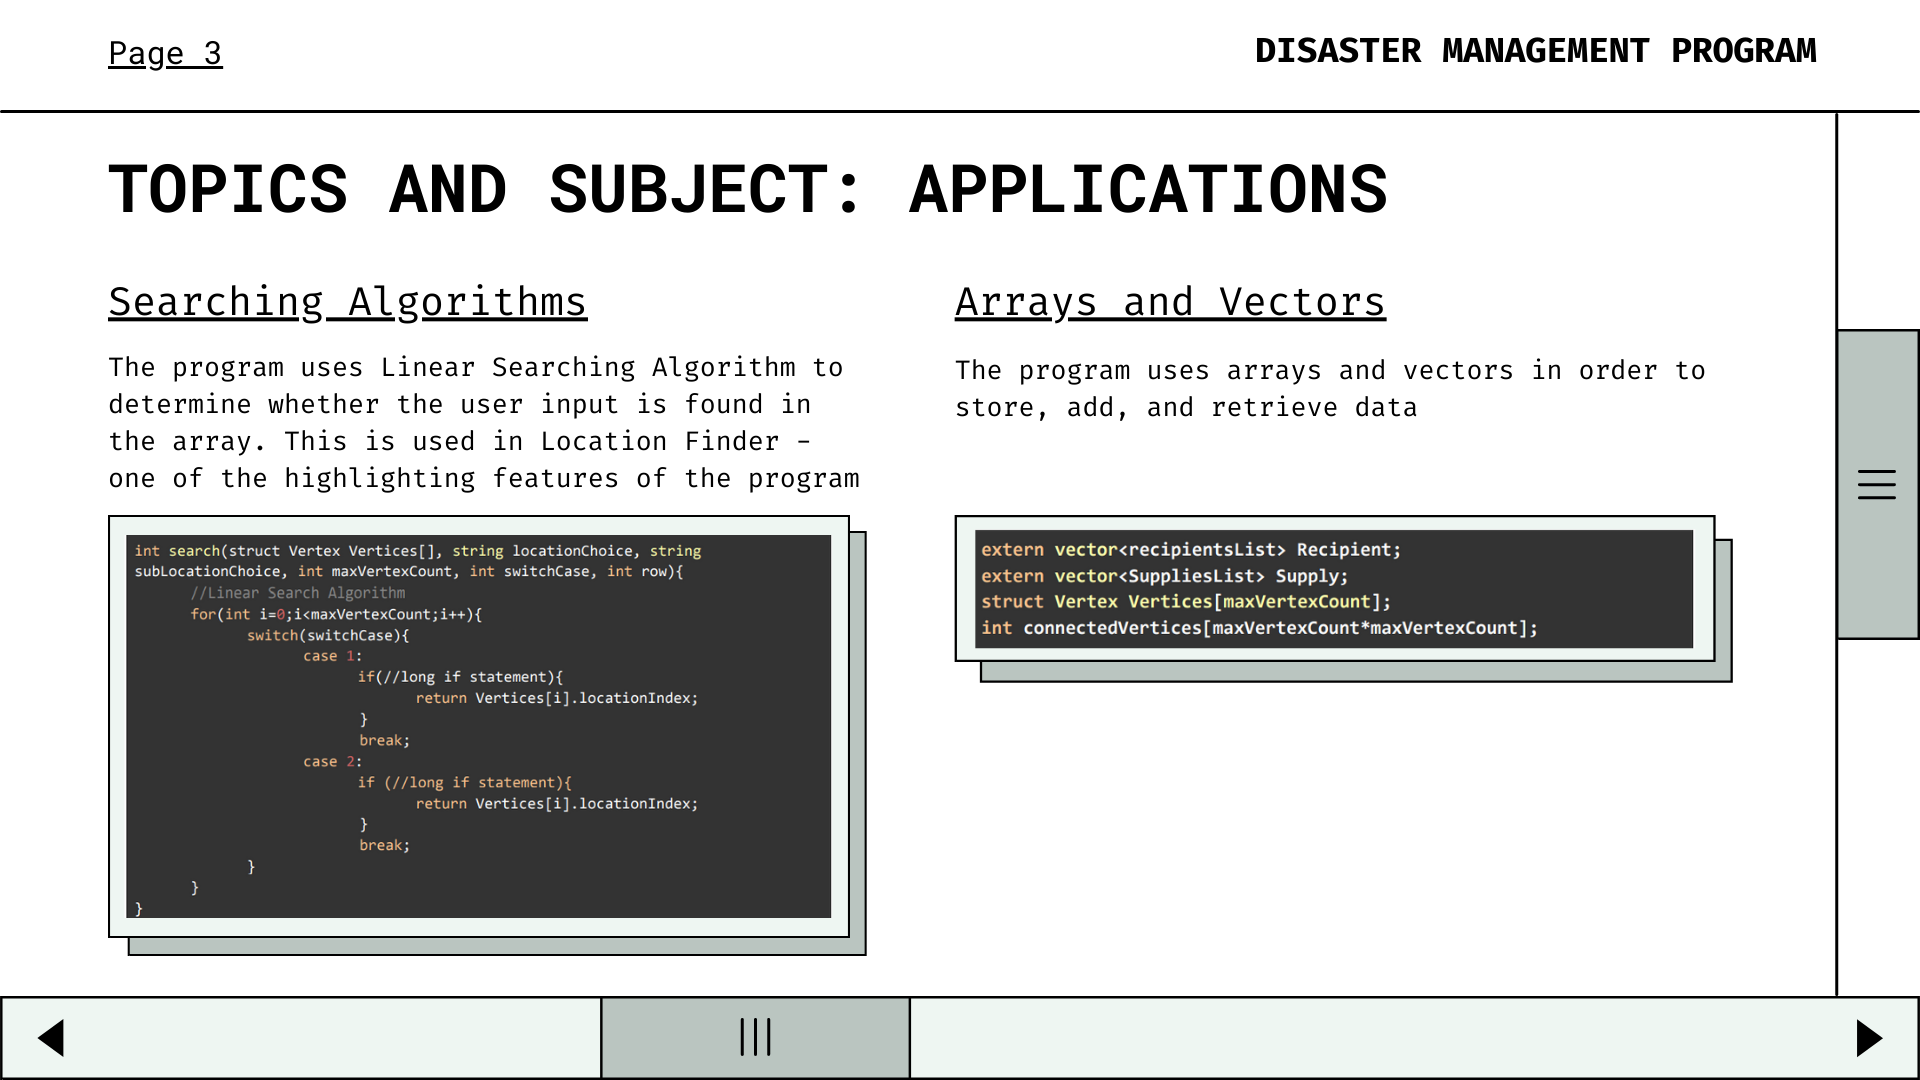 Page 3
DISASTER MANAGEMENT PROGRAM
TOPICS AND SUBJECT: APPLICATIONS
Searching Algorithms
The program uses Linear Searching Algorithm to
determine whether the user input is found in
the array. This is used in Location Finder -
one of the highlighting features of the program
int search(struct Vertex Vertices[], string locationChoice, string
subLocationChoice, int maxVertexCount, int switchCase, int row){
//Linear Search Algorithm
for(int i=0;i<maxVertexCount;i++){
switch(switchCase){
case 1:
if(//long if statement){
return Vertices[i].locationIndex;
}
break;
case 2:
if (//long if statement){
return Vertices[i].locationIndex;
}
break;
}
}
}
Arrays and Vectors
The program uses arrays and vectors in order to
store, add, and retrieve data
extern vector<recipientsList> Recipient;
extern vector<SuppliesList> Supply;
struct Vertex Vertices[maxVertexCount];
int connectedVertices[maxVertexCount*maxVertexCount];